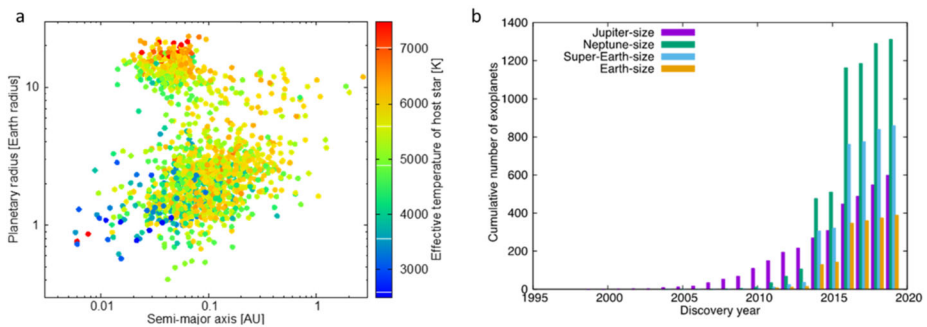 a
Planetary radius [Earth radius]
10
1
0.01
0.1
1
Semi-major axis [AU]
7000
6000
5000
4000
3000
Effective temperature of host star [K]
b
Cumulative number of exoplanets
1400
1200
1000
800
600
400
200
0
Jupiter-size
Neptune-size
Super-Earth-size
Earth-size
1995
2000
2005
2010
2015
2020
Discovery year